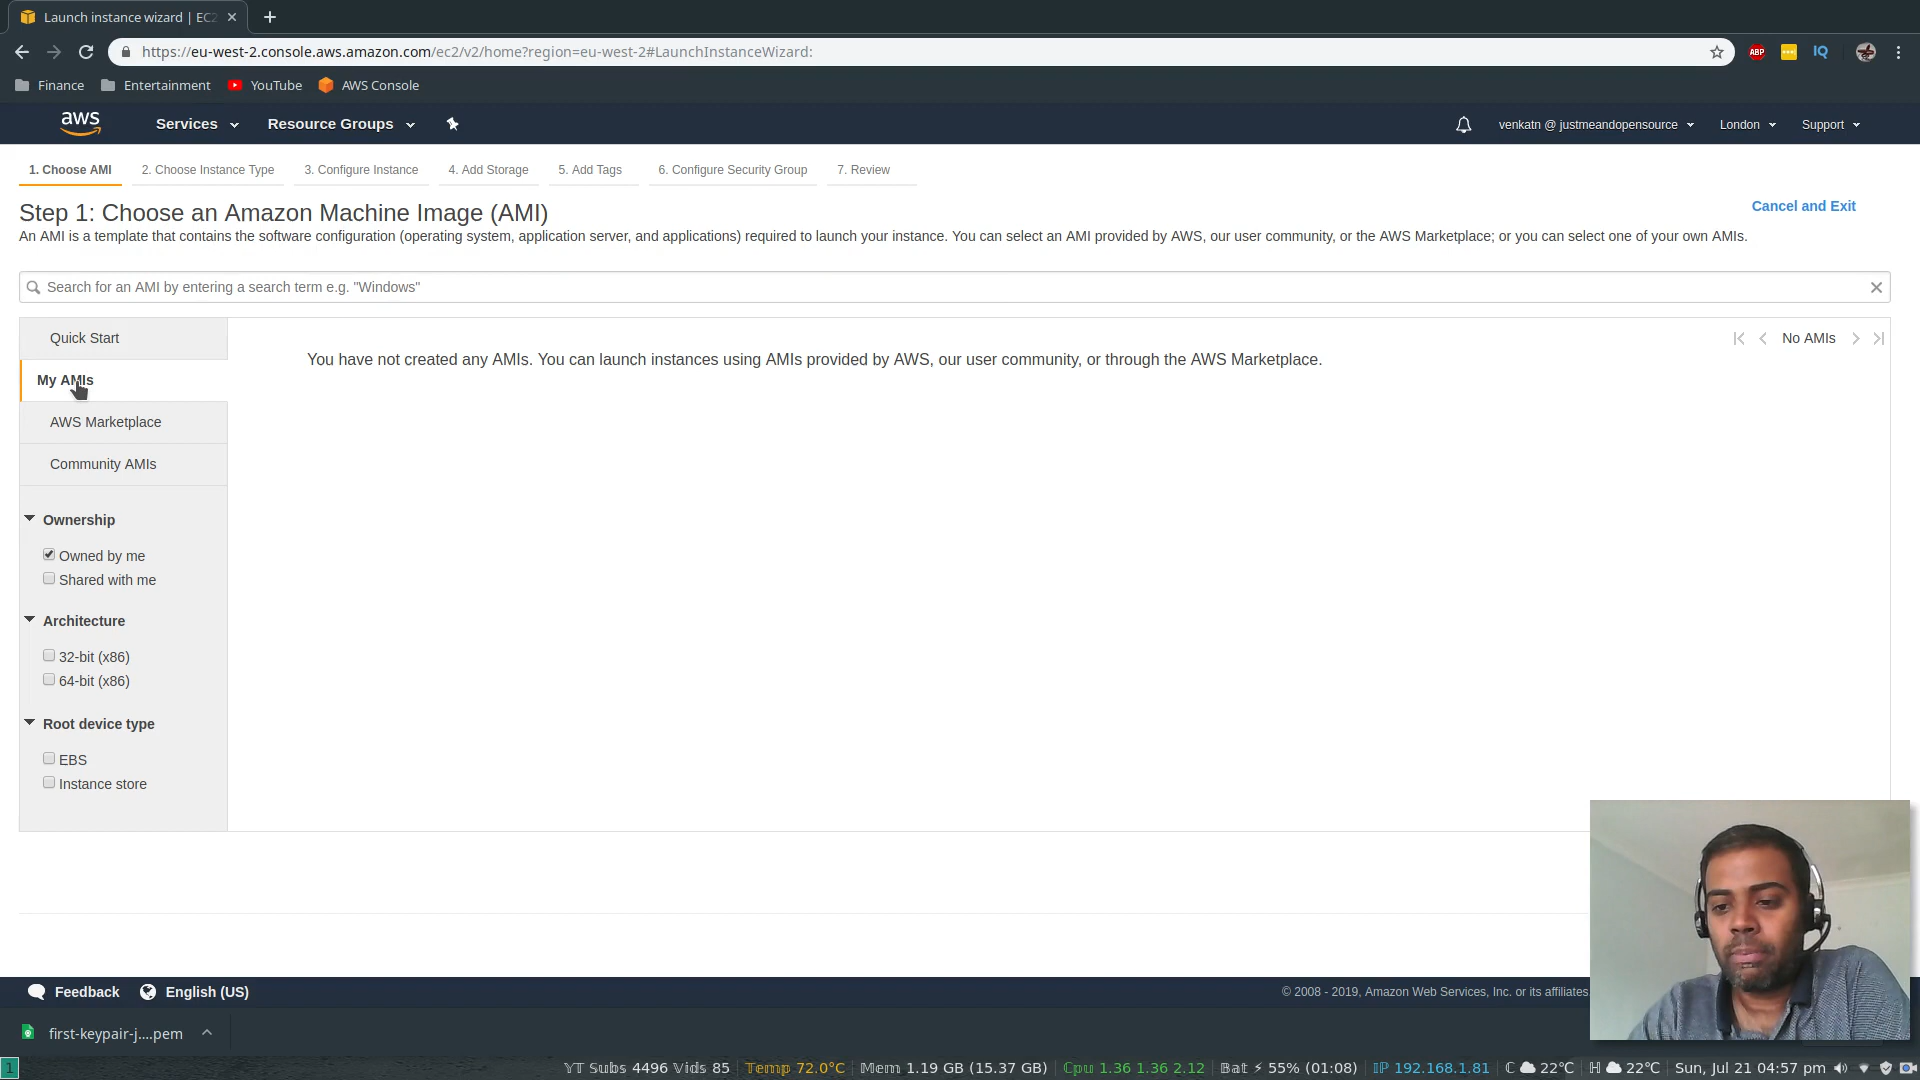 Launch instance wizard | EC2
https://eu-west-2.console.aws.amazon.com/ec2/v2/home?region=eu-west-2#LaunchInstanceWizard:
ABP
IQ
Finance Entertainment YouTube AWS Console
aws Services Resource Groups venkatn @ justmeandopensource London Support
1. Choose AMI 2. Choose Instance Type 3. Configure Instance 4. Add Storage 5. Add Tags 6. Configure Security Group 7. Review
Step 1: Choose an Amazon Machine Image (AMI)
Cancel and Exit
An AMI is a template that contains the software configuration (operating system, application server, and applications) required to launch your instance. You can select an AMI provided by AWS, our user community, or the AWS Marketplace; or you can select one of your own AMIs.
Search for an AMI by entering a search term e.g. "Windows"
Quick Start
No AMIs
You have not created any AMIs. You can launch instances using AMIs provided by AWS, our user community, or through the AWS Marketplace.
My AMIs
AWS Marketplace
Community AMIs
Ownership
Owned by me
Shared with me
Architecture
32-bit (x86)
64-bit (x86)
Root device type
EBS
Instance store
Feedback English (US)
© 2008 - 2019, Amazon Web Services, Inc. or its affiliates.
first-keypair-j....pem
1 YT Subs 4496 Vids 85 Temp 72.0°C Mem 1.19 GB (15.37 GB) Cpu 1.36 1.36 2.12 Bat ⚡ 55% (01:08) IP 192.168.1.81 C 22°C H 22°C Sun, Jul 21 04:57 pm